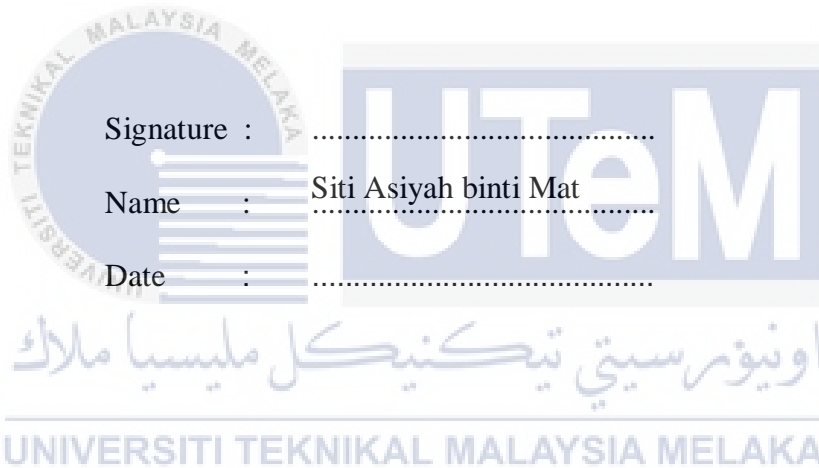 UNIVERSITI TEKNIKAL MALAYSIA MELAKA
UTeM
Signature : ...........................................
Name : Siti Asiyah binti Mat
Date : ...........................................
اونيۏرسيتي تيكنيكل مليسيا ملاك
UNIVERSITI TEKNIKAL MALAYSIA MELAKA